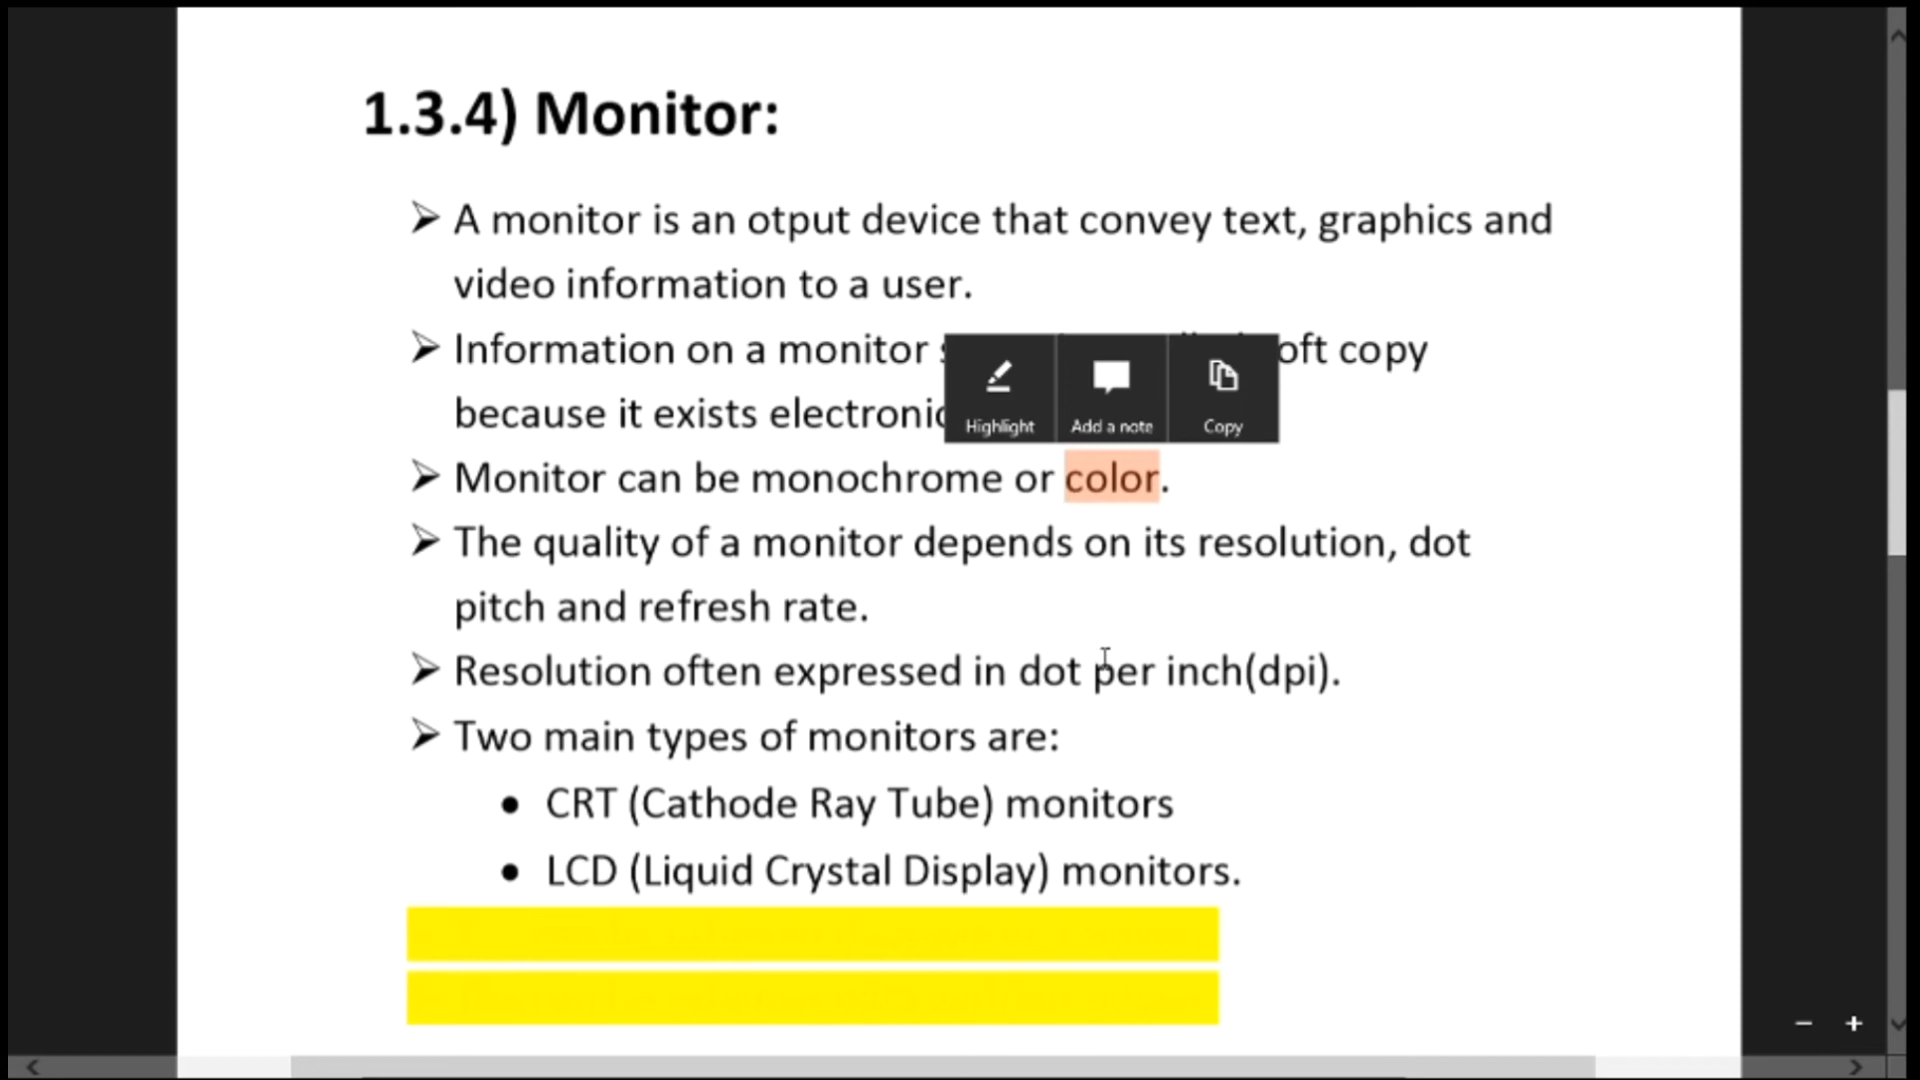 1.3.4) Monitor:
➢ A monitor is an otput device that convey text, graphics and
video information to a user.
➢ Information on a monitor oft copy
because it exists electronic
Highlight Add a note Copy
➢ Monitor can be monochrome or color.
➢ The quality of a monitor depends on its resolution, dot
pitch and refresh rate.
➢ Resolution often expressed in dot per inch(dpi).
➢ Two main types of monitors are:
• CRT (Cathode Ray Tube) monitors
• LCD (Liquid Crystal Display) monitors.